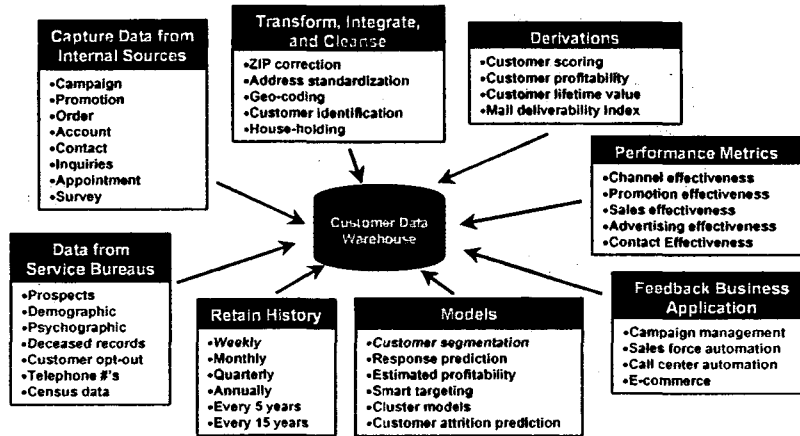 Capture Data from
Internal Sources
•Campaign
•Promotion
•Order
•Account
•Contact
•Inquiries
•Appointment
•Survey
Transform, Integrate,
and Cleanse
•ZIP correction
•Address standardization
•Geo-coding
•Customer identification
•House-holding
Derivations
•Customer scoring
•Customer profitability
•Customer lifetime value
•Mail deliverability index
Performance Metrics
•Channel effectiveness
•Promotion effectiveness
•Sales effectiveness
•Advertising effectiveness
•Contact Effectiveness
Customer Data
Warehouse
Data from
Service Bureaus
•Prospects
•Demographic
•Psychographic
•Deceased records
•Customer opt-out
•Telephone #'s
•Census data
Retain History
•Weekly
•Monthly
•Quarterly
•Annually
•Every 5 years
•Every 15 years
Models
•Customer segmentation
•Response prediction
•Estimated profitability
•Smart targeting
•Cluster models
•Customer attrition prediction
Feedback Business
Application
•Campaign management
•Sales force automation
•Call center automation
•E-commerce